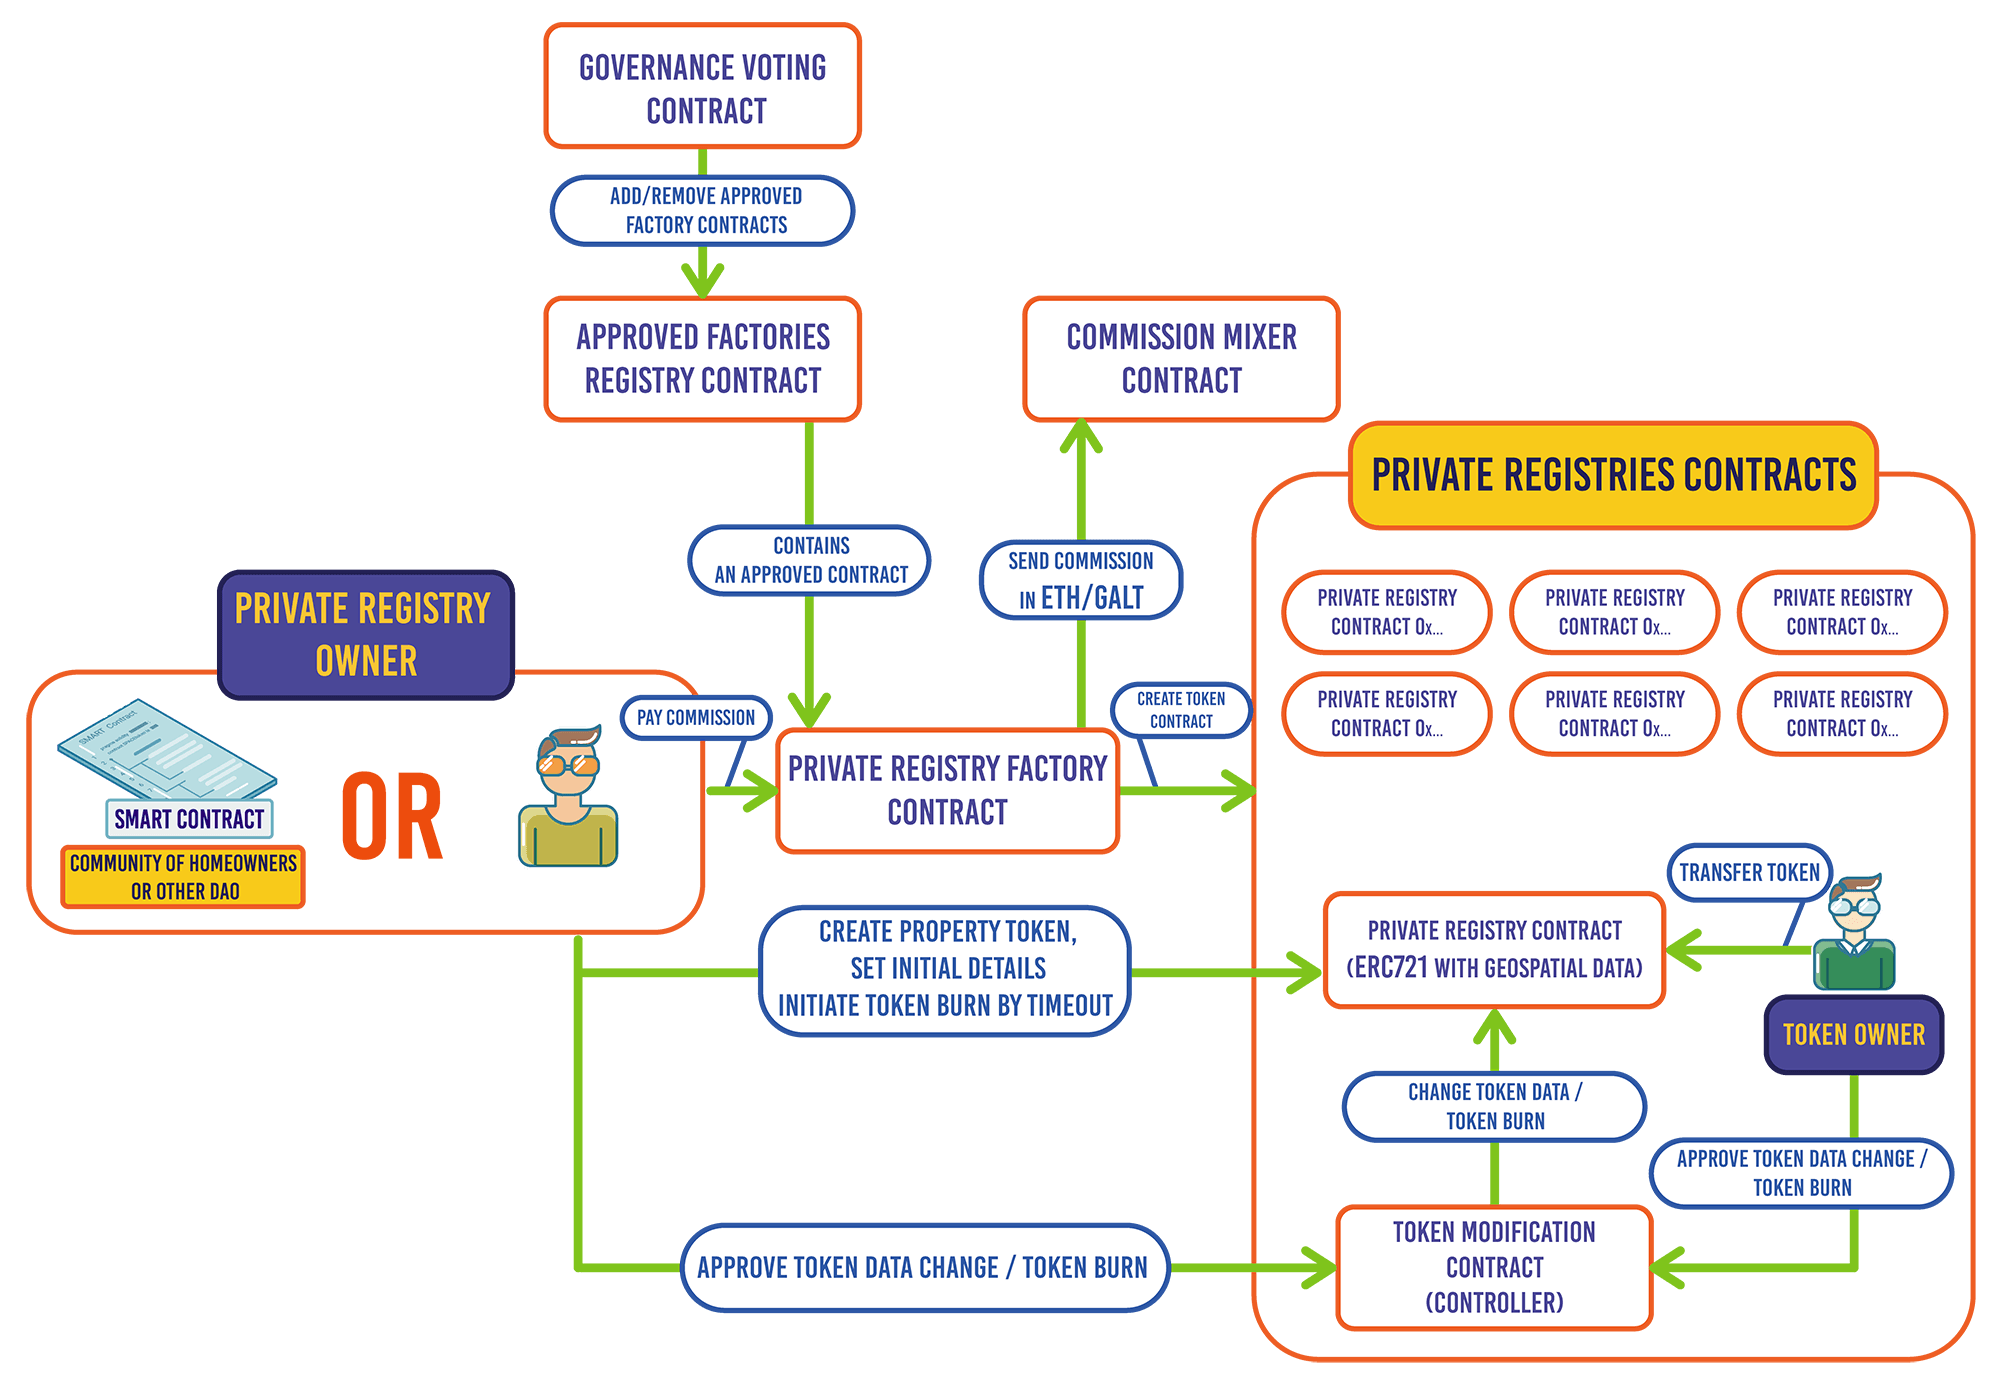 GOVERNANCE VOTING
CONTRACT
ADD/REMOVE APPROVED
FACTORY CONTRACTS
APPROVED FACTORIES
REGISTRY CONTRACT
COMMISSION MIXER
CONTRACT
CONTAINS
AN APPROVED CONTRACT
SEND COMMISSION
IN ETH/GALT
PRIVATE REGISTRY
OWNER
SMART Contract
SMART CONTRACT
COMMUNITY OF HOMEOWNERS
OR OTHER DAO
OR
PAY COMMISSION
PRIVATE REGISTRY FACTORY
CONTRACT
CREATE TOKEN
CONTRACT
PRIVATE REGISTRIES CONTRACTS
PRIVATE REGISTRY
CONTRACT 0x...
PRIVATE REGISTRY
CONTRACT 0x...
PRIVATE REGISTRY
CONTRACT 0x...
PRIVATE REGISTRY
CONTRACT 0x...
PRIVATE REGISTRY
CONTRACT 0x...
PRIVATE REGISTRY
CONTRACT 0x...
TRANSFER TOKEN
PRIVATE REGISTRY CONTRACT
(ERC721 WITH GEOSPATIAL DATA)
TOKEN OWNER
CREATE PROPERTY TOKEN,
SET INITIAL DETAILS
INITIATE TOKEN BURN BY TIMEOUT
CHANGE TOKEN DATA /
TOKEN BURN
APPROVE TOKEN DATA CHANGE /
TOKEN BURN
APPROVE TOKEN DATA CHANGE / TOKEN BURN
TOKEN MODIFICATION
CONTRACT
(CONTROLLER)